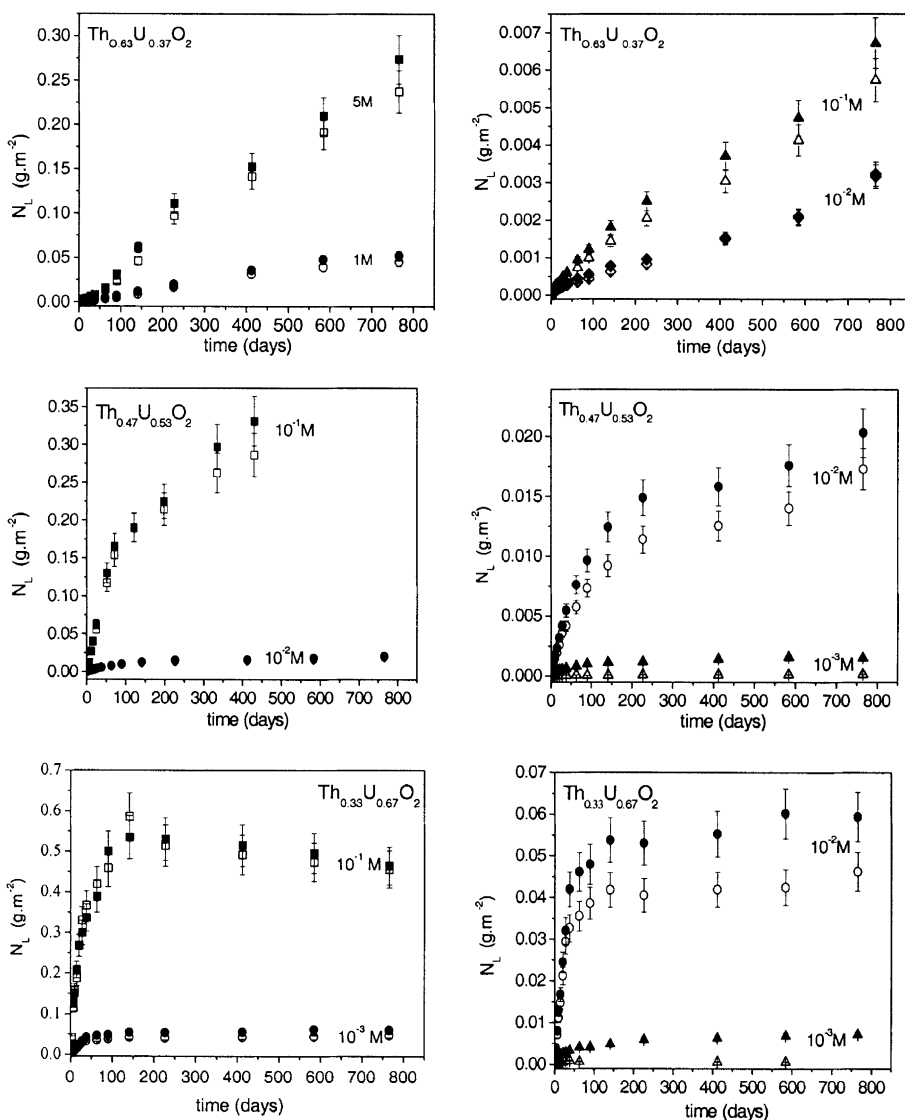 Th0.63U0.37O2
0.30
0.25
0.20
0.15
0.10
0.05
0.00
NL (g.m-2)
5M
1M
0 100 200 300 400 500 600 700 800
time (days)
Th0.63U0.37O2
0.007
0.006
0.005
0.004
0.003
0.002
0.001
0.000
NL (g.m-2)
10-1M
10-2M
0 100 200 300 400 500 600 700 800
time (days)
Th0.47U0.53O2
0.35
0.30
0.25
0.20
0.15
0.10
0.05
0.00
NL (g.m-2)
10-1M
10-2M
0 100 200 300 400 500 600 700 800
time (days)
Th0.47U0.53O2
0.020
0.015
0.010
0.005
0.000
NL (g.m-2)
10-2M
10-3M
0 100 200 300 400 500 600 700 800
time (days)
Th0.33U0.67O2
0.7
0.6
0.5
0.4
0.3
0.2
0.1
0.0
NL (g.m-2)
10-1 M
10-3 M
0 100 200 300 400 500 600 700 800
time (days)
Th0.33U0.67O2
0.07
0.06
0.05
0.04
0.03
0.02
0.01
0.00
NL (g.m-2)
10-2M
10-3M
0 100 200 300 400 500 600 700 800
time (days)